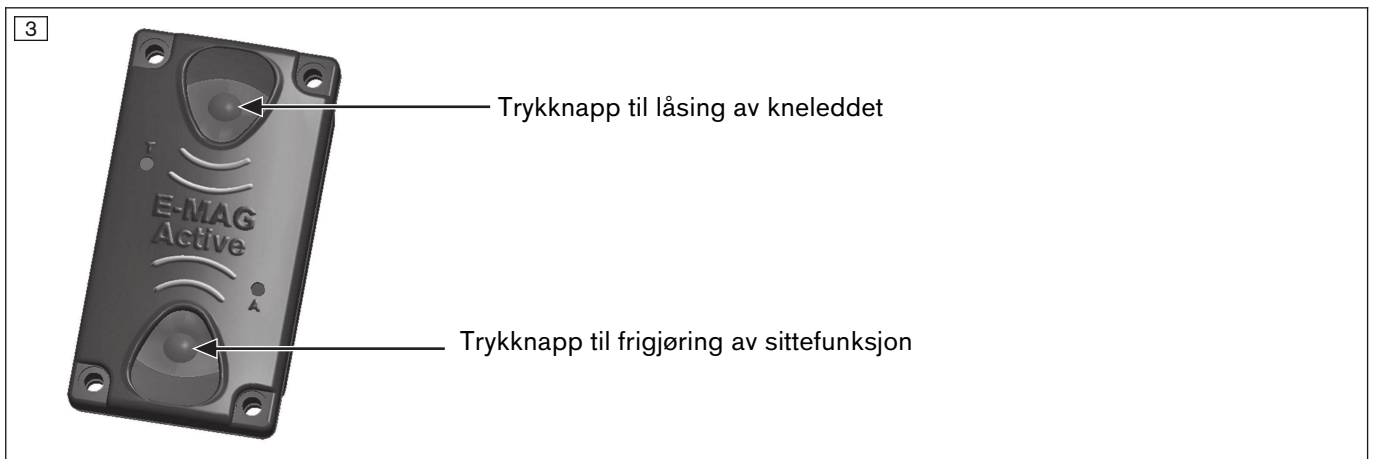 3
Trykknapp til låsing av kneleddet
T
E-MAG
Active
A
Trykknapp til frigjøring av sittefunksjon